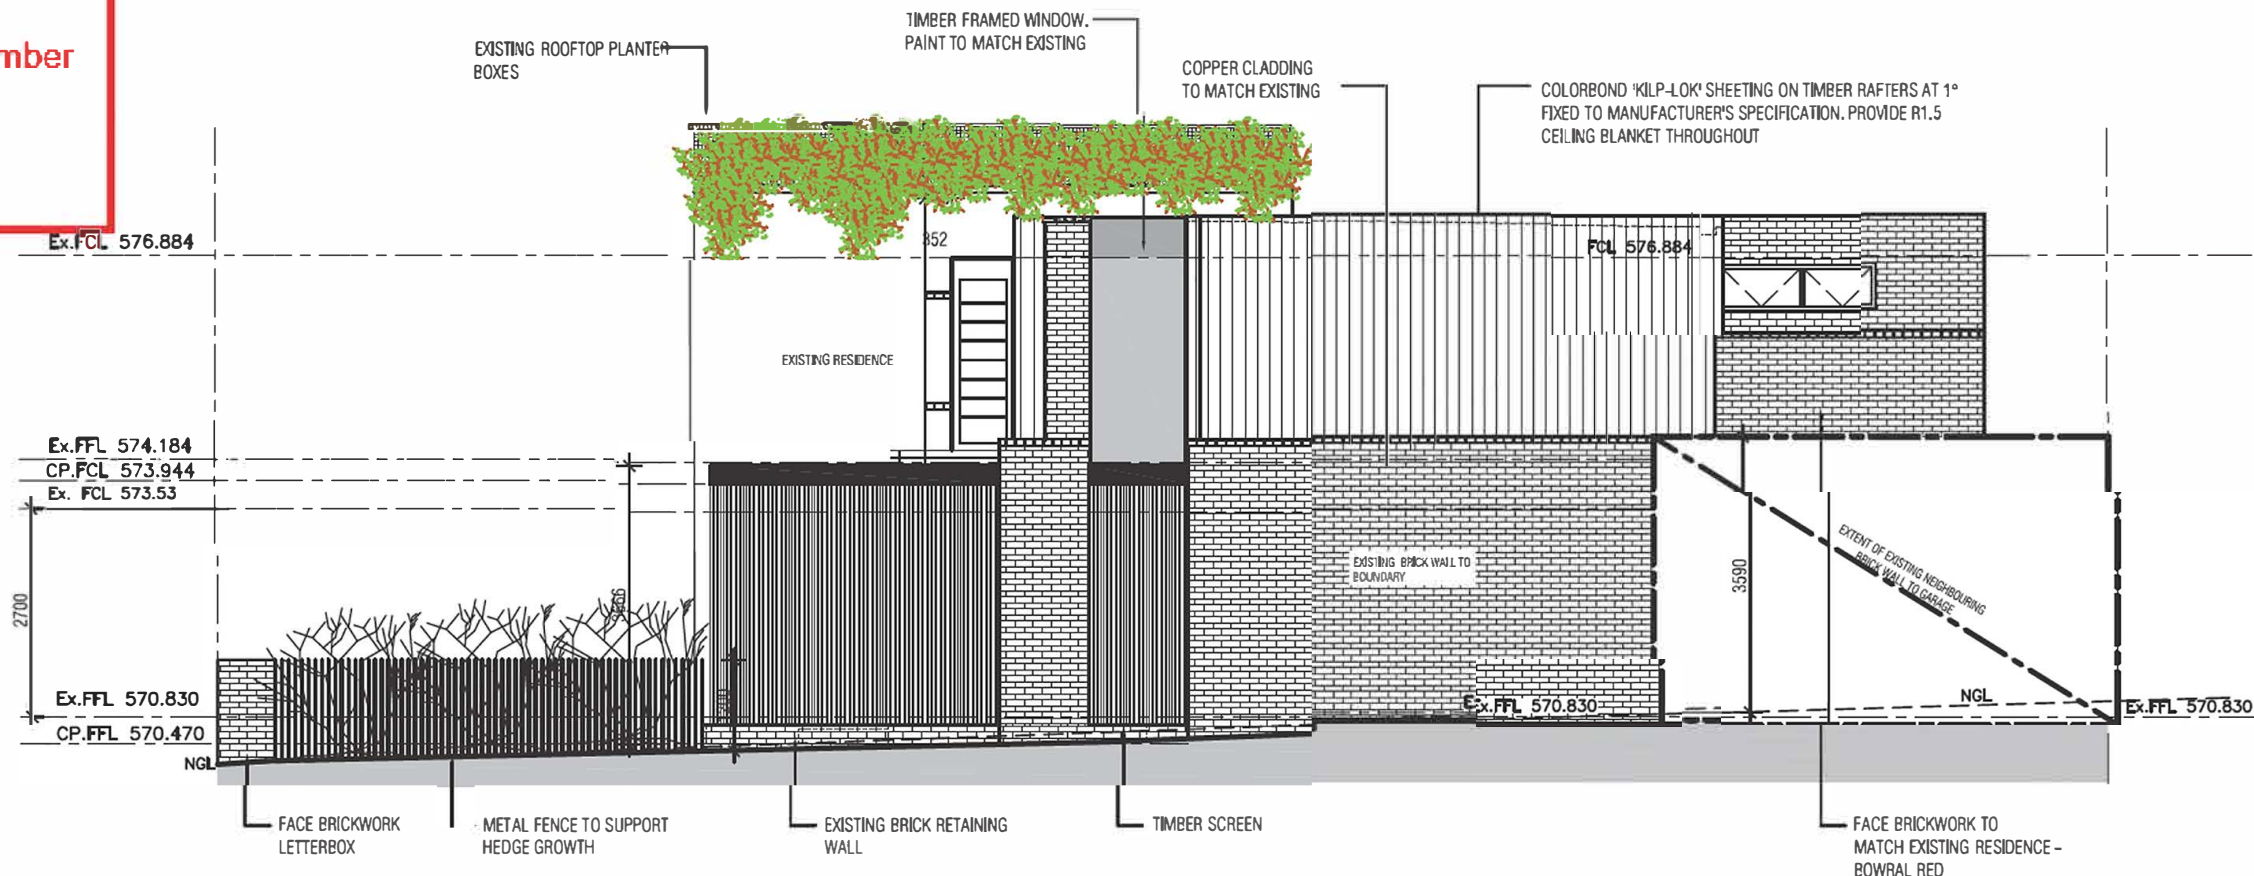 mber
TIMBER FRAMED WINDOW.
PAINT TO MATCH EXISTING
EXISTING ROOFTOP PLANTER
BOXES
COPPER CLADDING
TO MATCH EXISTING
COLORBOND 'KILP-LOK' SHEETING ON TIMBER RAFTERS AT 1°
FIXED TO MANUFACTURER'S SPECIFICATION. PROVIDE R1.5
CEILING BLANKET THROUGHOUT
Ex.FCL 576.884
352
FCL 576.884
EXISTING RESIDENCE
Ex.FFL 574.184
CP.FCL 573.944
Ex. FCL 573.53
2700
EXISTING BRICK WALL TO
BOUNDARY
3590
EXTENT OF EXISTING NEIGHBOURING
BRICK WALL TO GARAGE
Ex.FFL 570.830
Ex.FFL 570.830
NGL
Ex.FFL 570.830
CP.FFL 570.470
NGL
FACE BRICKWORK
LETTERBOX
METAL FENCE TO SUPPORT
HEDGE GROWTH
EXISTING BRICK RETAINING
WALL
TIMBER SCREEN
FACE BRICKWORK TO
MATCH EXISTING RESIDENCE -
BOWRAL RED